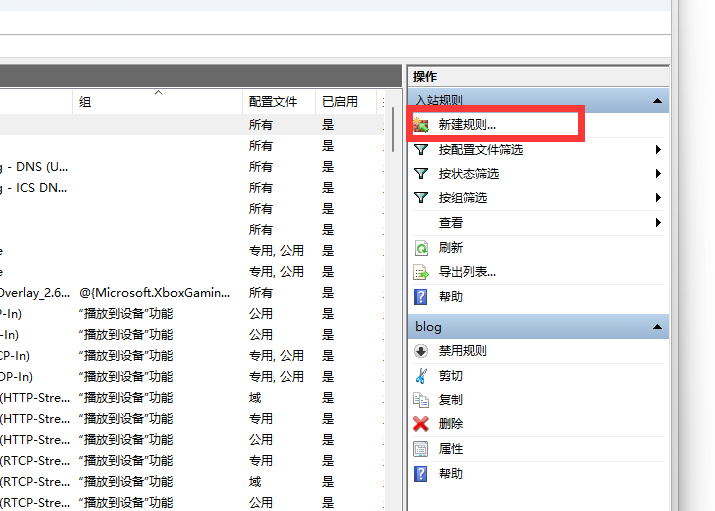 操作
组 配置文件 已启用
入站规则
所有 是
新建规则...
所有 是
按配置文件筛选
g - DNS (U... 所有 是
按状态筛选
g - ICS DN... 所有 是
按组筛选
所有 是
查看
所有 是
刷新
e 专用, 公用 是
e 专用, 公用 是
导出列表...
Overlay_2.6... @{Microsoft.XboxGamin... 所有 是
帮助
P-In) “播放到设备”功能 公用 是
blog
-In) “播放到设备”功能 公用 是
禁用规则
CP-In) “播放到设备”功能 专用, 公用 是
剪切
DP-In) “播放到设备”功能 专用, 公用 是
复制
(HTTP-Stre... “播放到设备”功能 域 是
删除
(HTTP-Stre... “播放到设备”功能 专用 是
(HTTP-Stre... “播放到设备”功能 公用 是
属性
(RTCP-Stre... “播放到设备”功能 专用 是
帮助
(RTCP-Stre... “播放到设备”功能 域 是
(RTCP-Stre... “播放到设备”功能 公用 是